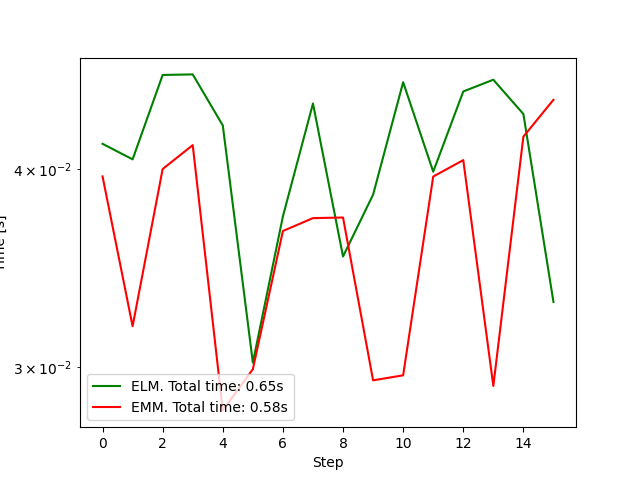 Time [s]
4 × 10⁻²
3 × 10⁻²
ELM. Total time: 0.65s
EMM. Total time: 0.58s
0 2 4 6 8 10 12 14
Step